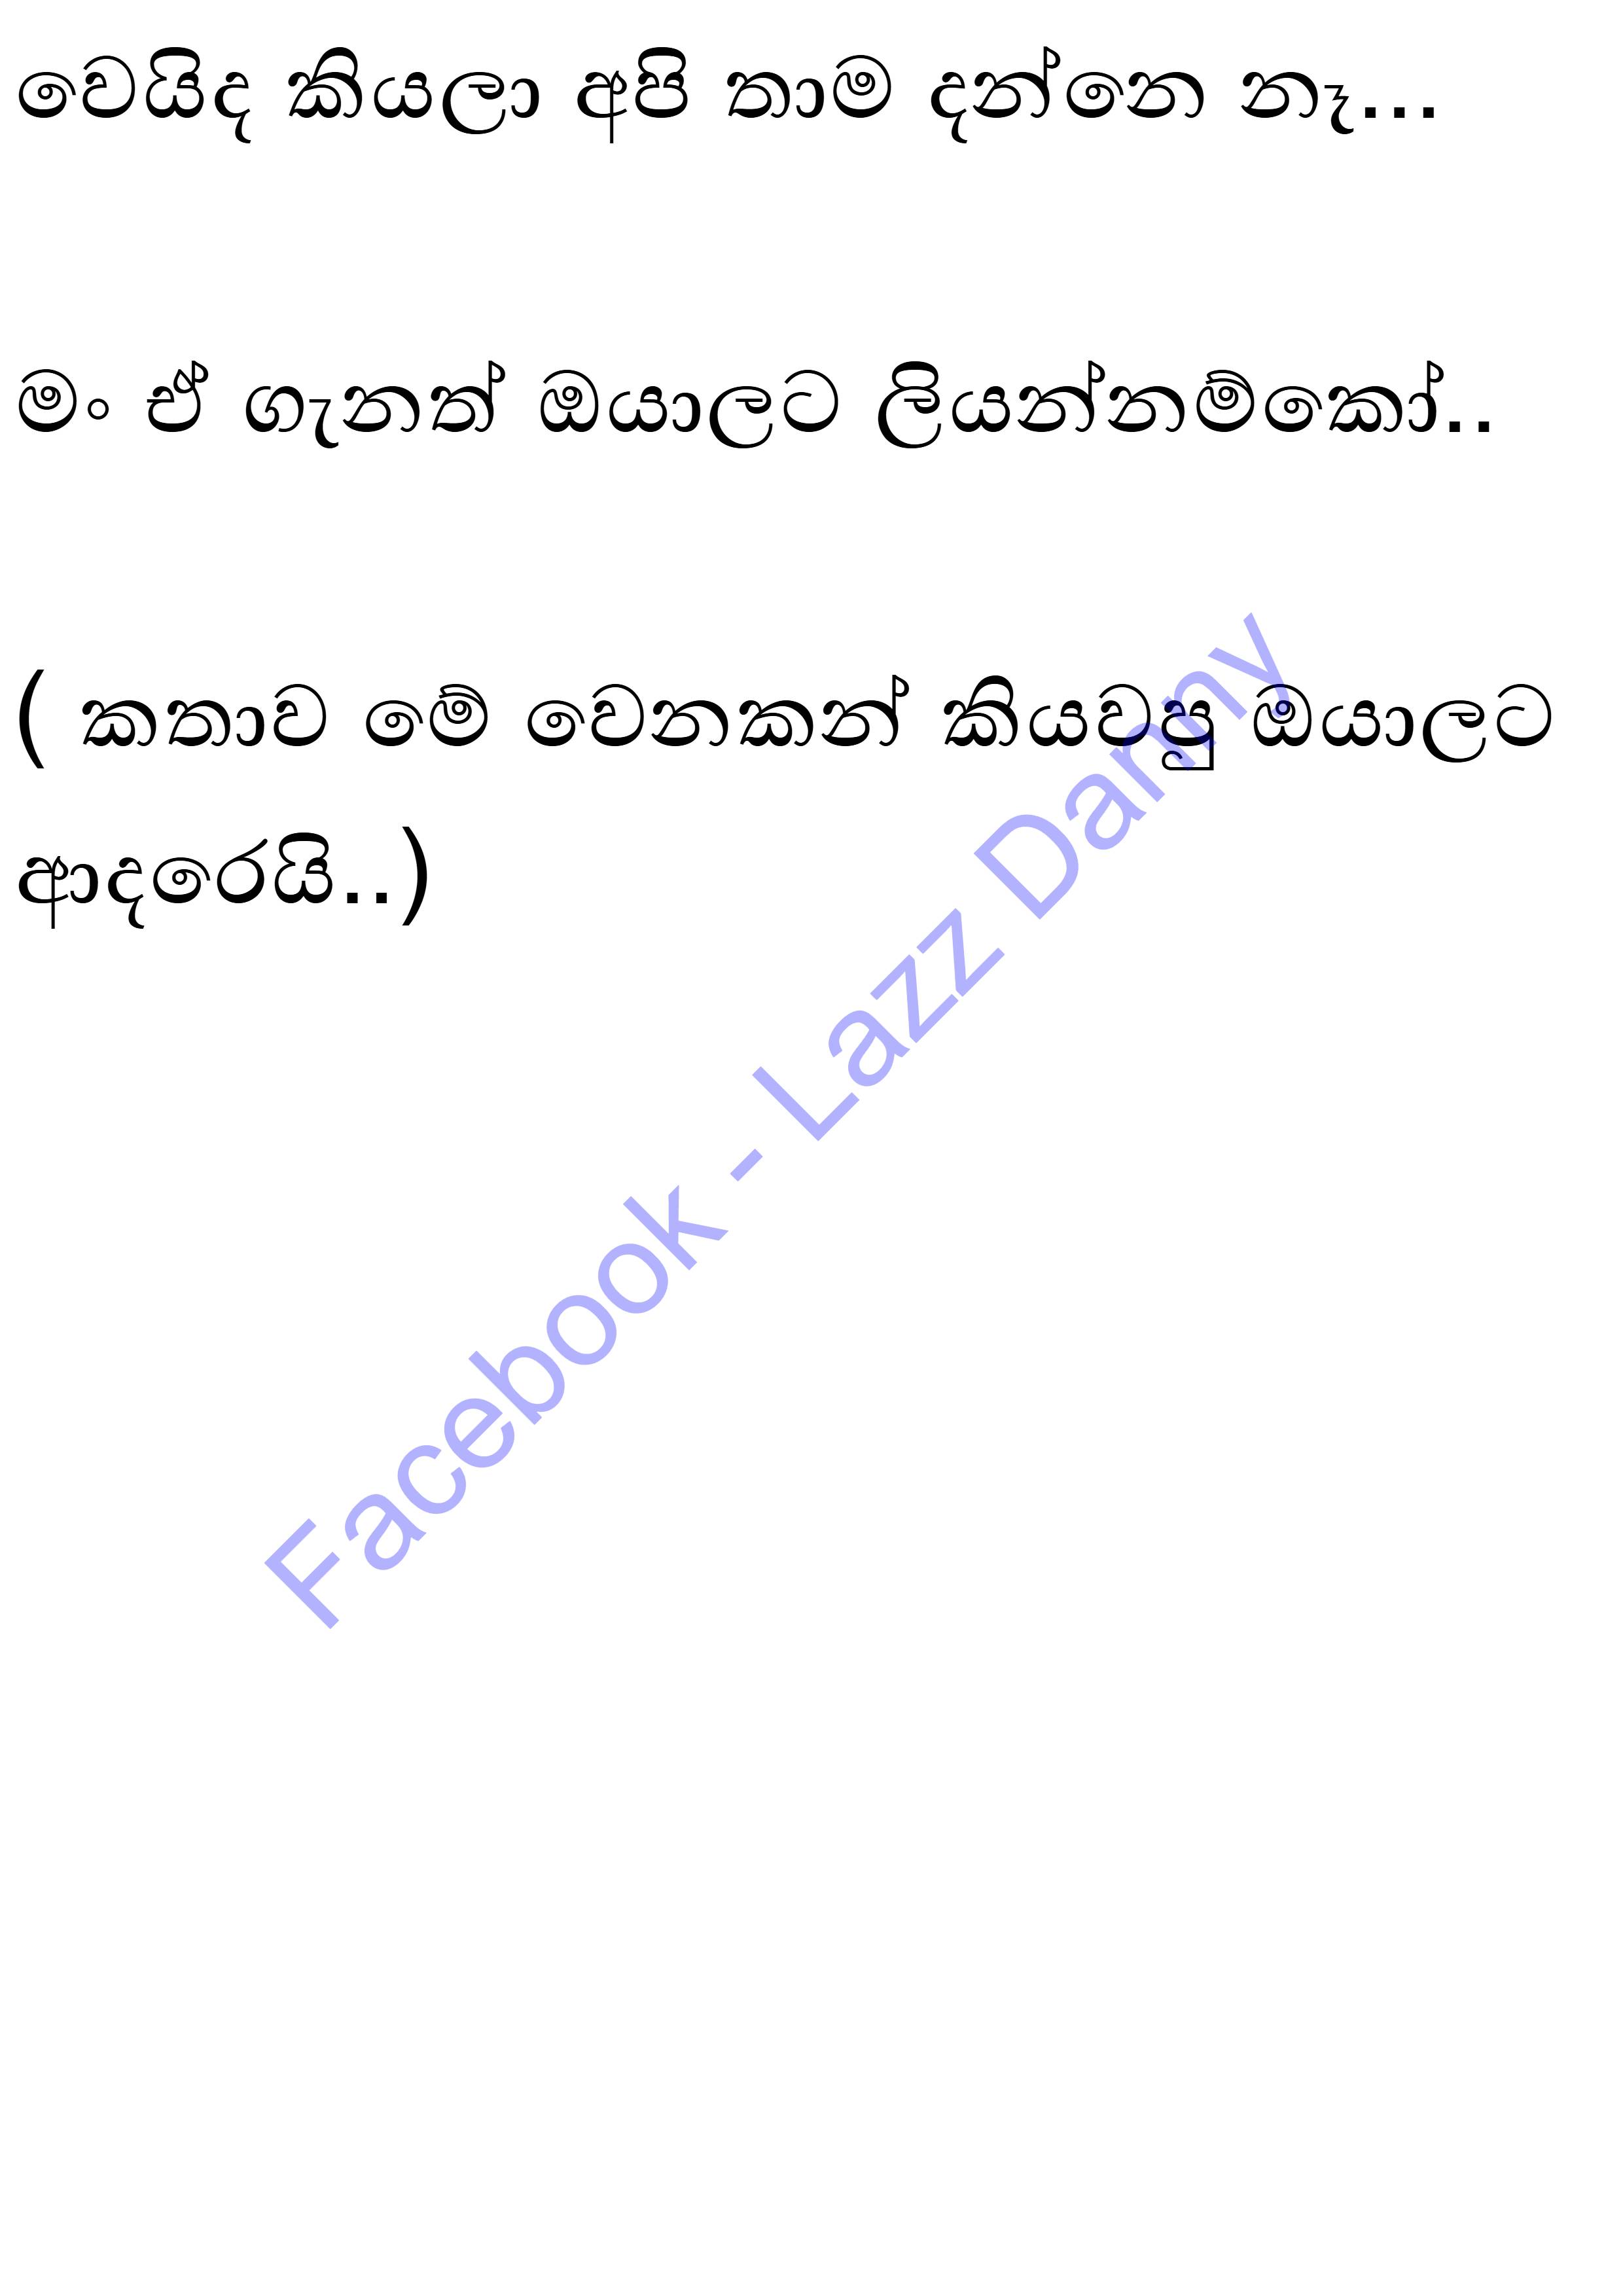 වෙයිද කියලා අපි තාම දන්නෙ නෑ...
මං ඒ ගැනත් ඔයාලට ලියන්නම්කෝ..
( කතාව මේ වෙනකන් කියවපු ඔයාලට
ආදරෙයි..)
Facebook - Lazz Danny